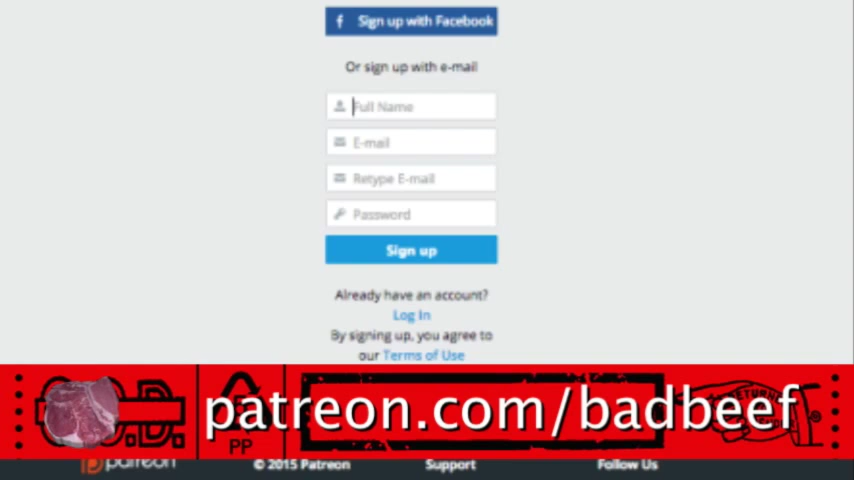 Sign up with Facebook
Or sign up with e-mail
Full Name
E-mail
Retype E-mail
Password
Sign up
Already have an account?
Log In
By signing up, you agree to
our Terms of Use
patreon.com/badbeef
PP
patreon
© 2015 Patreon
Support
Follow Us